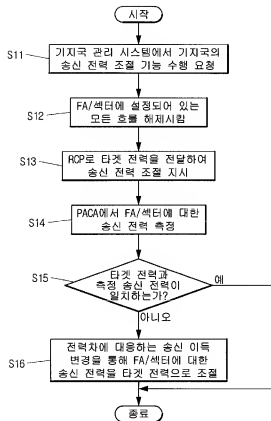 시작
S11
기지국 관리 시스템에서 기지국의
송신 전력 조절 기능 수행 요청
S12
FA/섹터에 설정되어 있는
모든 호를 해제시킴
S13
RCP로 타겟 전력을 전달하여
송신 전력 조절 지시
S14
PACA에서 FA/섹터에 대한
송신 전력 측정
S15
타겟 전력과
측정 송신 전력이
일치하는가?
예
아니오
S16
전력차에 대응하는 송신 이득
변경을 통해 FA/섹터에 대한
송신 전력을 타겟 전력으로 조절
종료